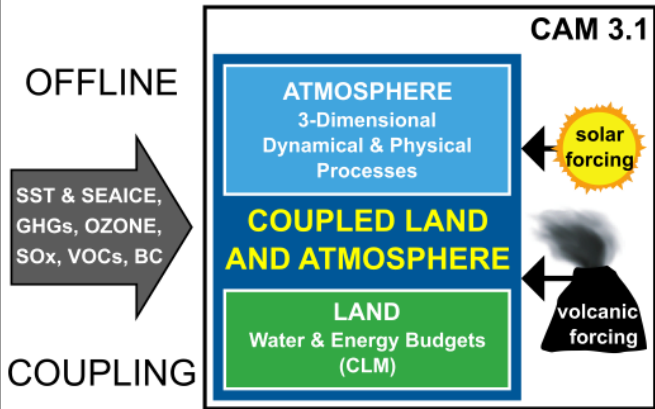 CAM 3.1
OFFLINE
SST & SEAICE,
GHGs, OZONE,
SOx, VOCs, BC
COUPLING
ATMOSPHERE
3-Dimensional
Dynamical & Physical
Processes
COUPLED LAND
AND ATMOSPHERE
LAND
Water & Energy Budgets
(CLM)
solar
forcing
volcanic
forcing